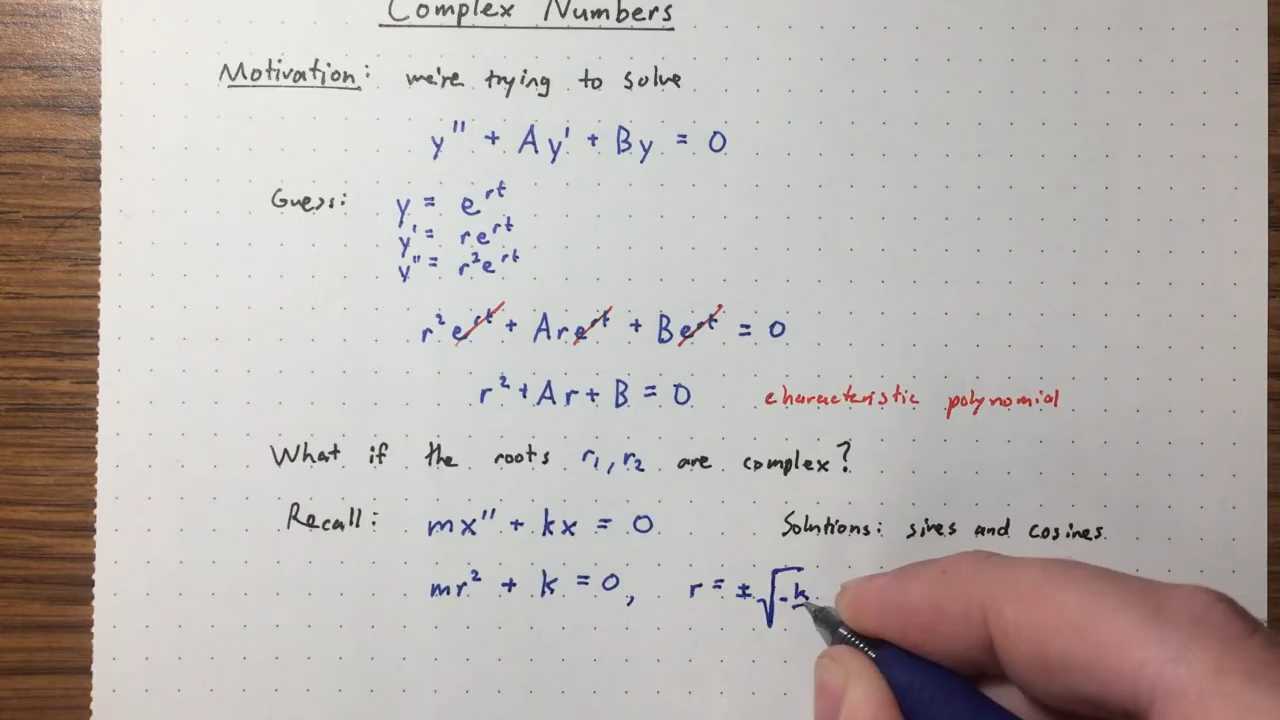 Complex Numbers
Motivation: we're trying to solve
y'' + Ay' + By = 0
Guess: y = e^{rt}
y' = re^{rt}
y'' = r²e^{rt}
r²e^{rt} + Are^{rt} + Be^{rt} = 0
r² + Ar + B = 0 characteristic polynomial
What if the roots r₁, r₂ are complex?
Recall: mx'' + kx = 0 Solutions: sines and cosines.
mr² + k = 0, r = ±√-k